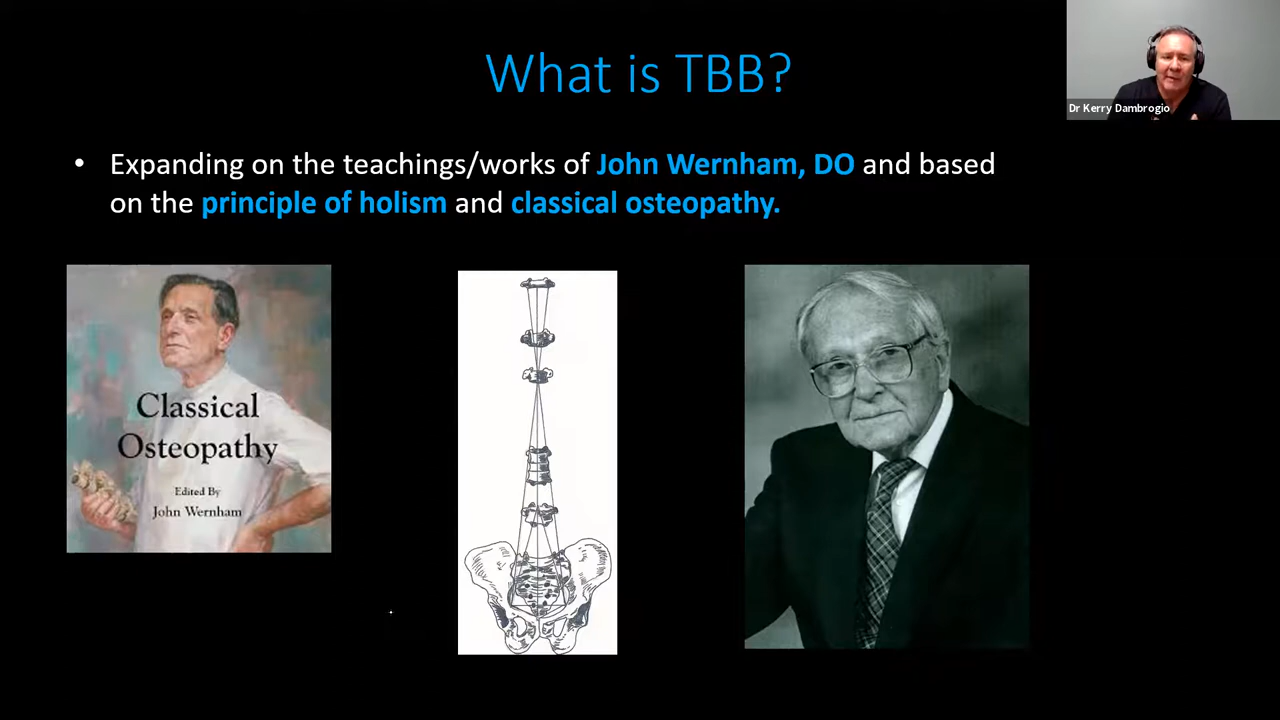 What is TBB?
Dr Kerry Dambrogio
• Expanding on the teachings/works of John Wernham, DO and based
on the principle of holism and classical osteopathy.
Classical
Osteopathy
Edited By
John Wernham